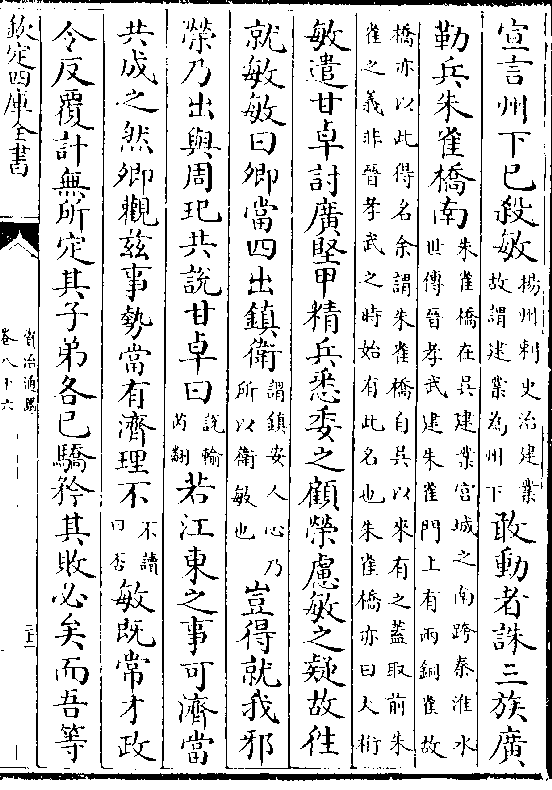 宣言州下已殺敏揚州刺史治建業故謂建業為州下敢動者誅三族廣
勒兵朱雀橋南朱雀橋在吳建業宮城之南跨秦淮水世傳晉孝武建朱雀門上有兩銅雀故
橋亦以此得名余謂朱雀橋自吳以來有之蓋取前朱雀之義非晉孝武之時始有此名也朱雀橋亦曰大桁
敏遣甘卓討廣堅甲精兵悉委之顧榮慮敏之疑故往
就敏敏曰卿當四出鎮衛謂鎮安人心乃所以衛敏也豈得就我邪
榮乃出與周玘共說甘卓曰說輸芮翻若江東之事可濟當
共成之然卿觀兹事勢當有濟理不不讀曰否敏既常才政
令反覆計無所定其子弟各已驕矜其敗必矣而吾等
欽定四庫全書
資治通鑑
卷八十六